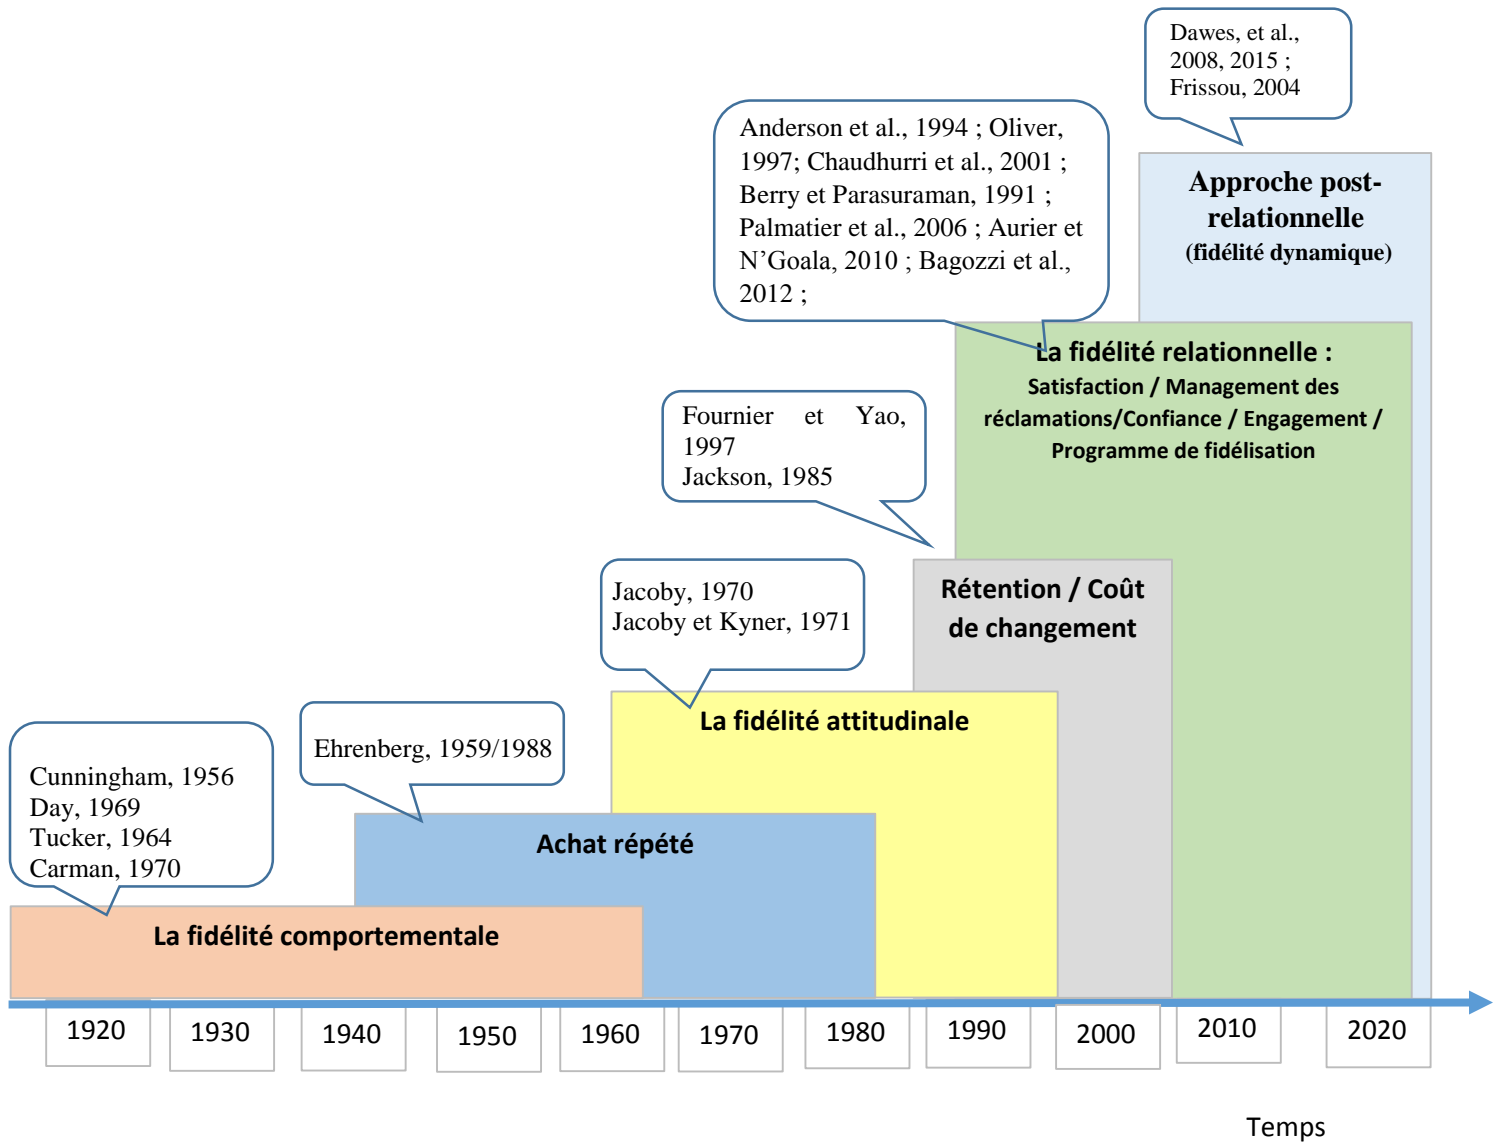 Dawes, et al.,
2008, 2015 ;
Frissou, 2004
Anderson et al., 1994 ; Oliver,
1997; Chaudhurri et al., 2001 ;
Berry et Parasuraman, 1991 ;
Palmatier et al., 2006 ; Aurier et
N’Goala, 2010 ; Bagozzi et al.,
2012 ;
Approche post-
relationnelle
(fidélité dynamique)
La fidélité relationnelle :
Satisfaction / Management des
réclamations/Confiance / Engagement /
Programme de fidélisation
Fournier et Yao,
1997
Jackson, 1985
Rétention / Coût
de changement
Jacoby, 1970
Jacoby et Kyner, 1971
La fidélité attitudinale
Ehrenberg, 1959/1988
Achat répété
Cunningham, 1956
Day, 1969
Tucker, 1964
Carman, 1970
La fidélité comportementale
1920
1930
1940
1950
1960
1970
1980
1990
2000
2010
2020
Temps